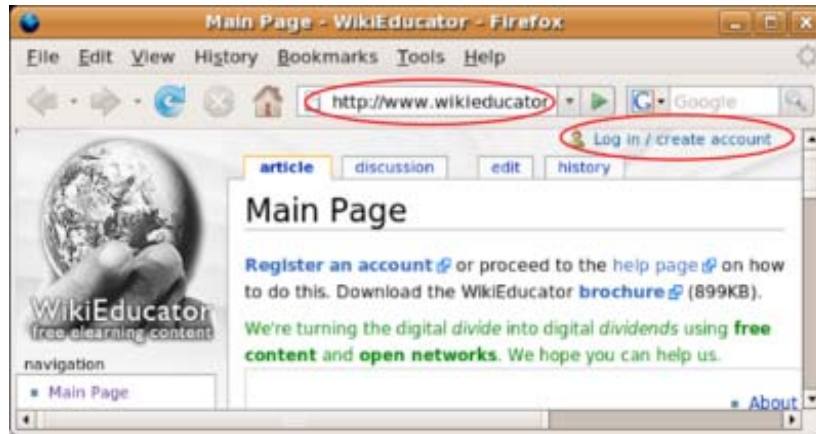 Main Page - WikiEducator - Firefox
File Edit View History Bookmarks Tools Help
http://www.wikieducator
Google
Log in / create account
article discussion edit history
Main Page
Register an account or proceed to the help page on how
to do this. Download the WikiEducator brochure (899KB).
We're turning the digital divide into digital dividends using free
content and open networks. We hope you can help us.
WikiEducator
free elearning content
navigation
Main Page
About